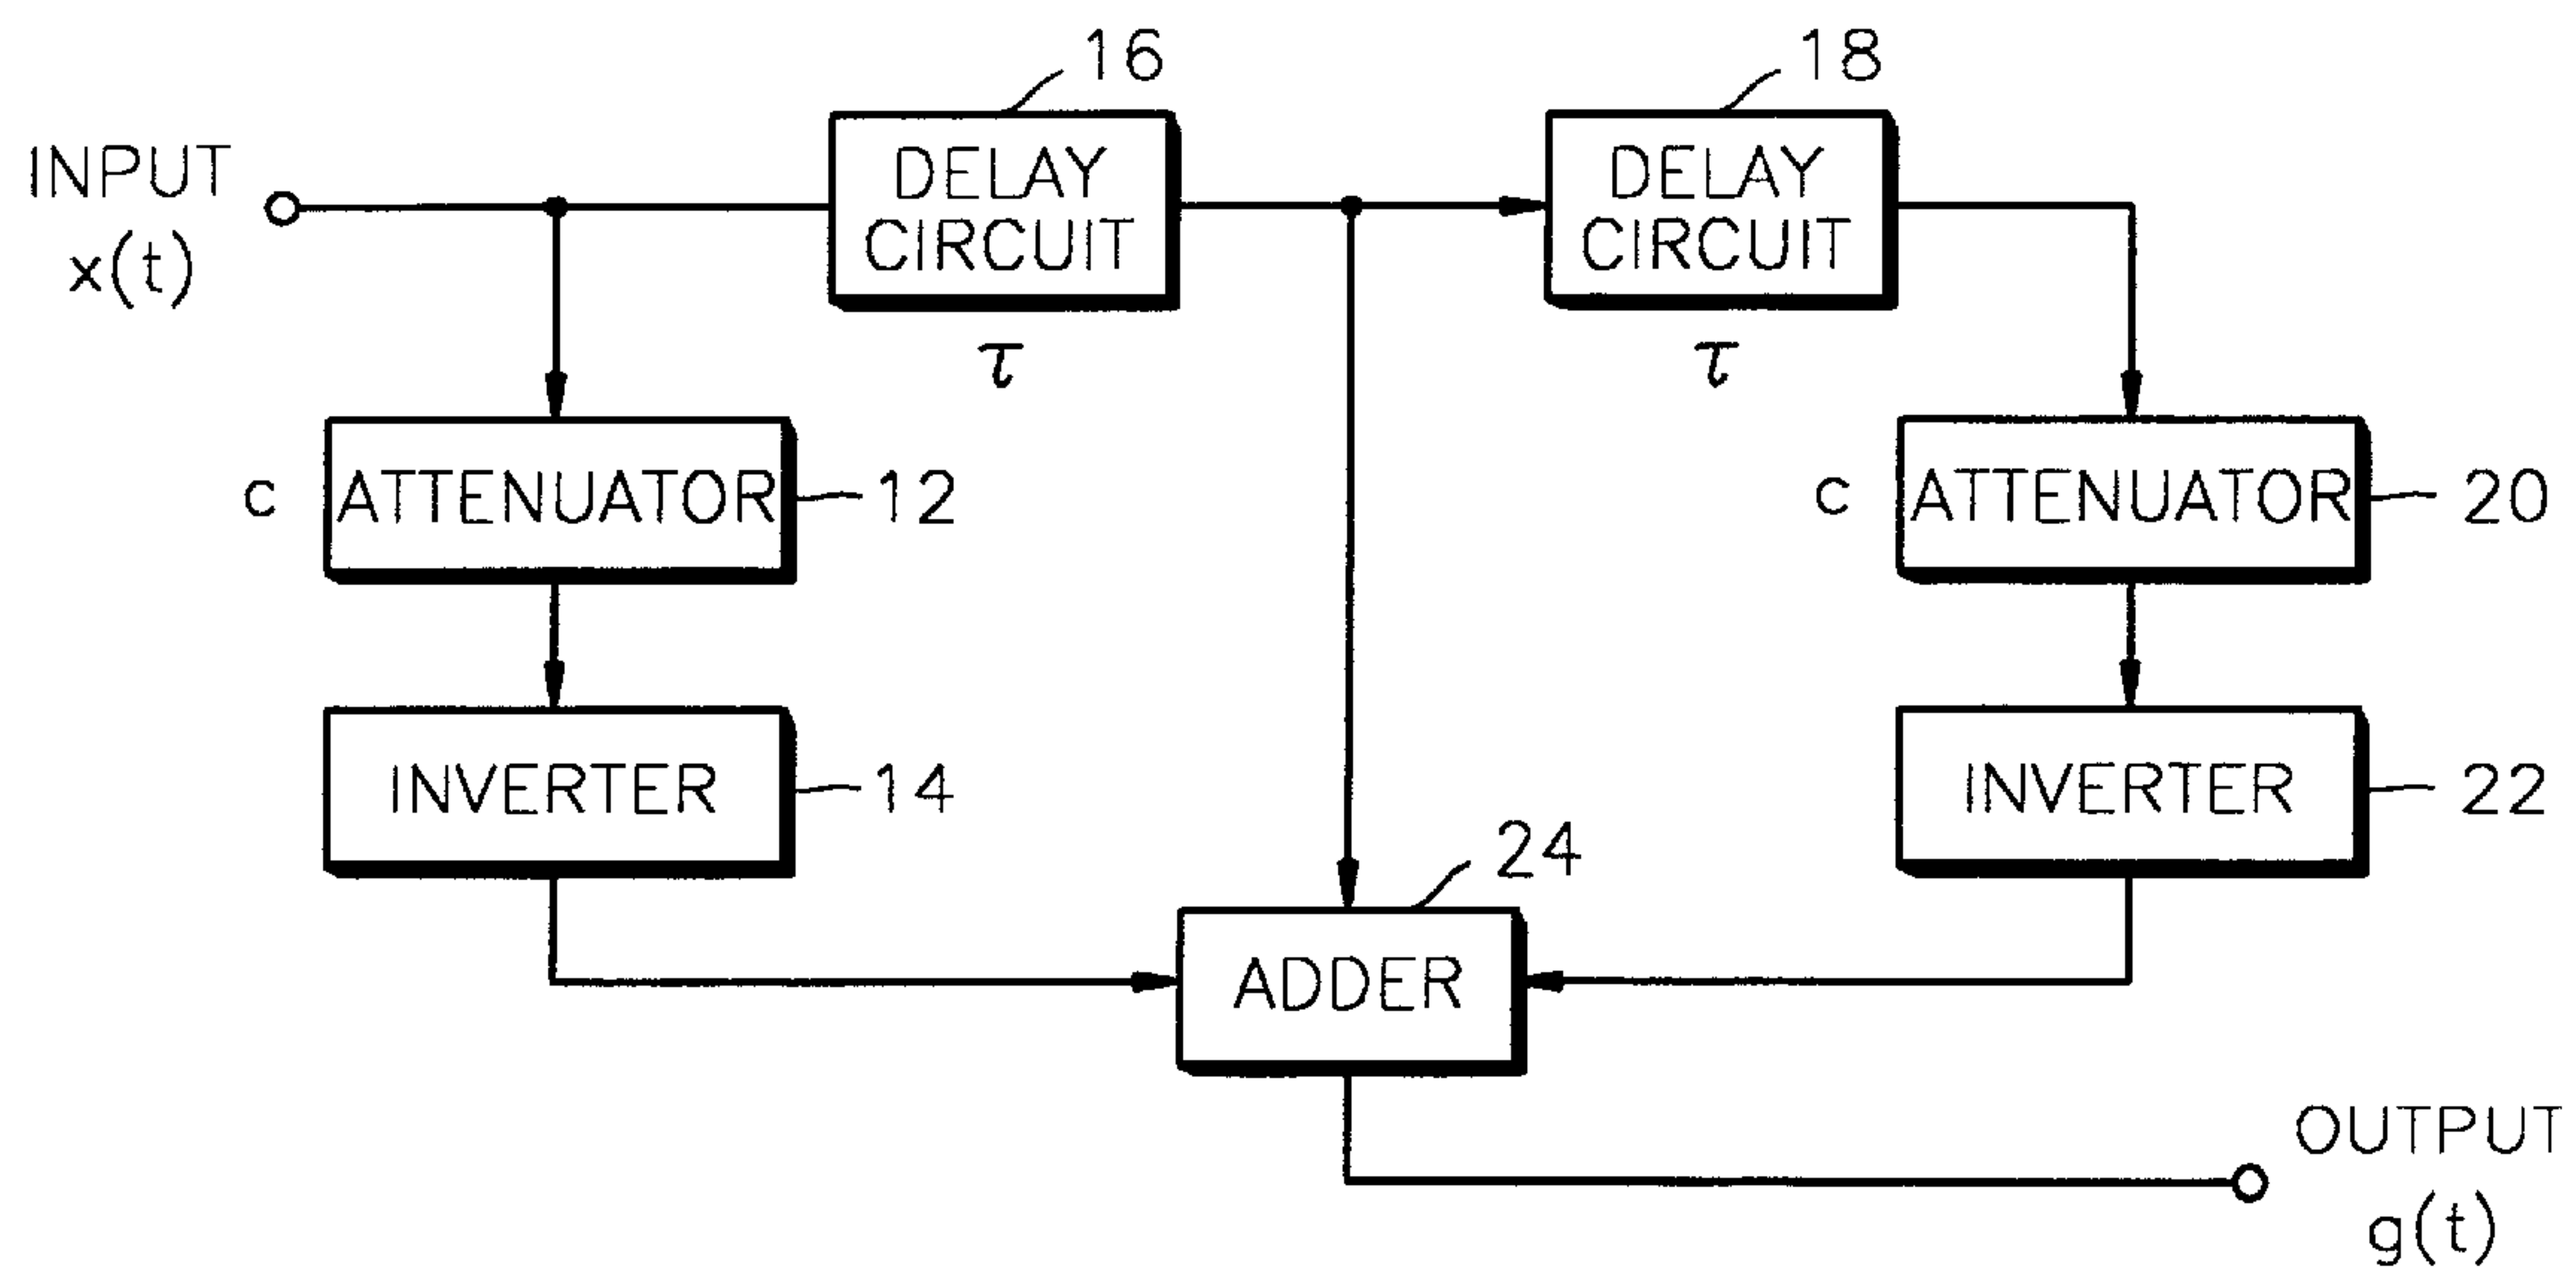 16
18
INPUT
x(t)
DELAY
CIRCUIT
τ
DELAY
CIRCUIT
τ
c
ATTENUATOR
12
c
ATTENUATOR
20
INVERTER
14
INVERTER
22
24
ADDER
OUTPUT
g(t)